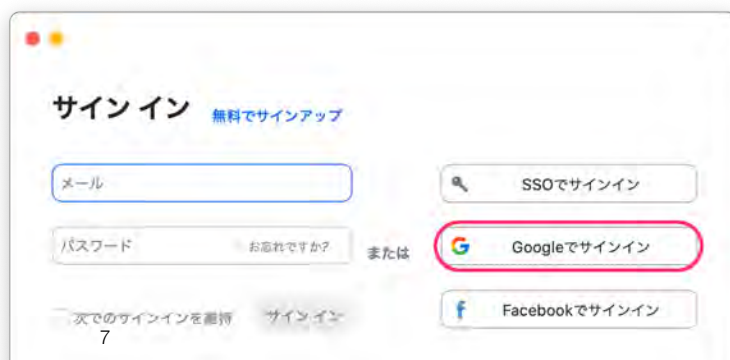 サイン イン 無料でサインアップ
メール
パスワード お忘れですか?
次でのサインインを維持 サイン イン
または
SSOでサインイン
Googleでサインイン
Facebookでサインイン
7